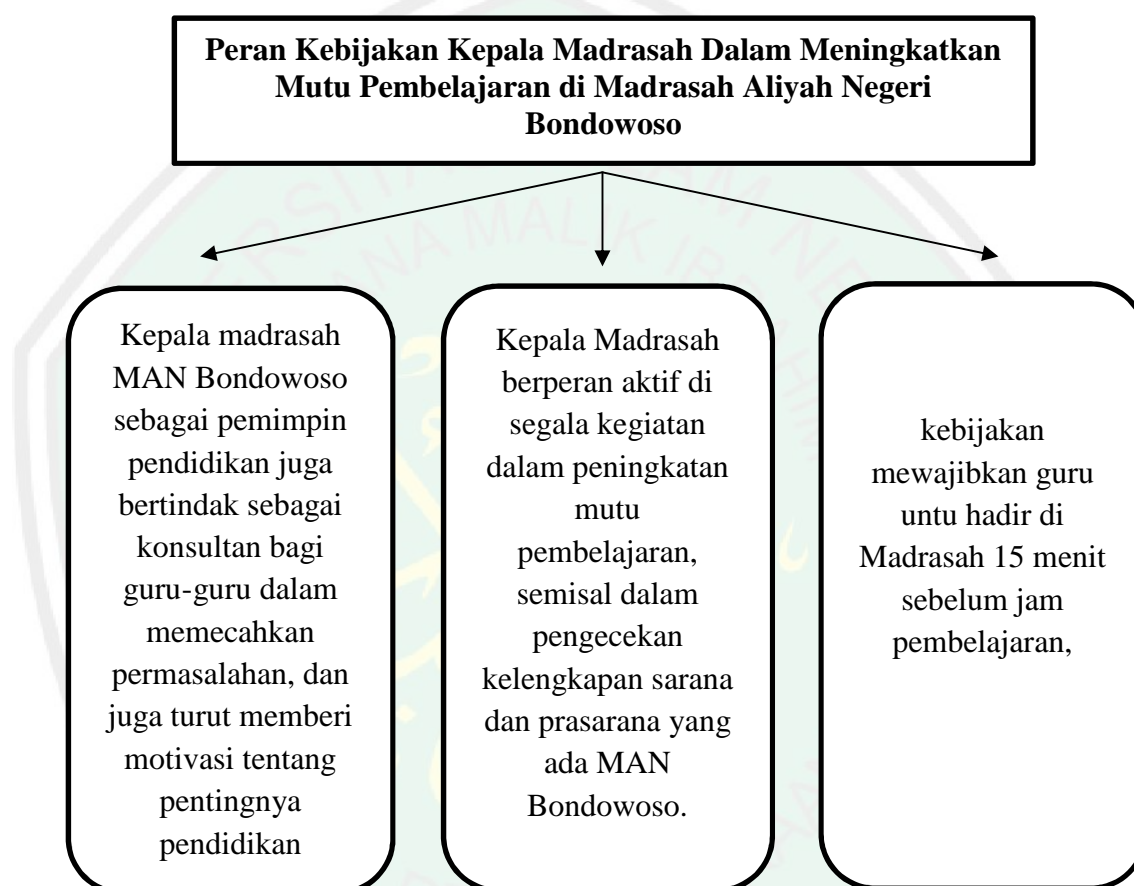 Peran Kebijakan Kepala Madrasah Dalam Meningkatkan
Mutu Pembelajaran di Madrasah Aliyah Negeri
Bondowoso
Kepala madrasah
MAN Bondowoso
sebagai pemimpin
pendidikan juga
bertindak sebagai
konsultan bagi
guru-guru dalam
memecahkan
permasalahan, dan
juga turut memberi
motivasi tentang
pentingnya
pendidikan
Kepala Madrasah
berperan aktif di
segala kegiatan
dalam peningkatan
mutu
pembelajaran,
semisal dalam
pengecekan
kelengkapan sarana
dan prasarana yang
ada MAN
Bondowoso.
kebijakan
mewajibkan guru
untu hadir di
Madrasah 15 menit
sebelum jam
pembelajaran,